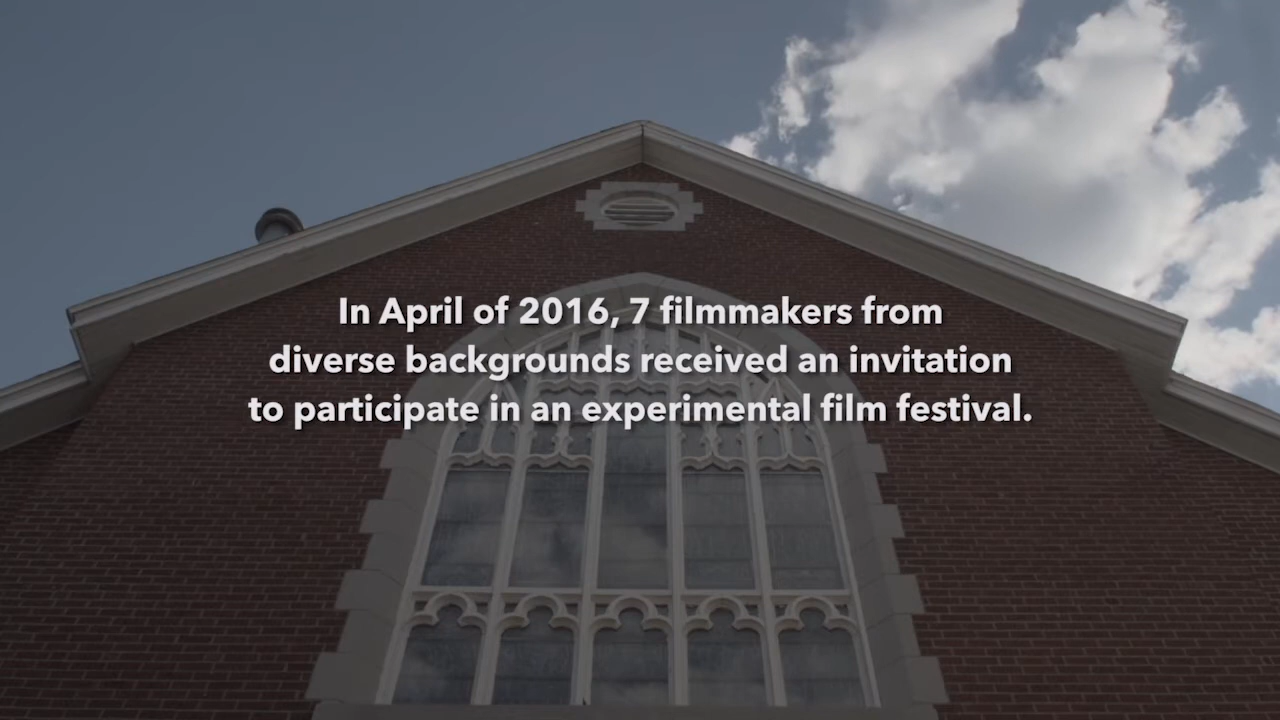 In April of 2016, 7 filmmakers from
diverse backgrounds received an invitation
to participate in an experimental film festival.